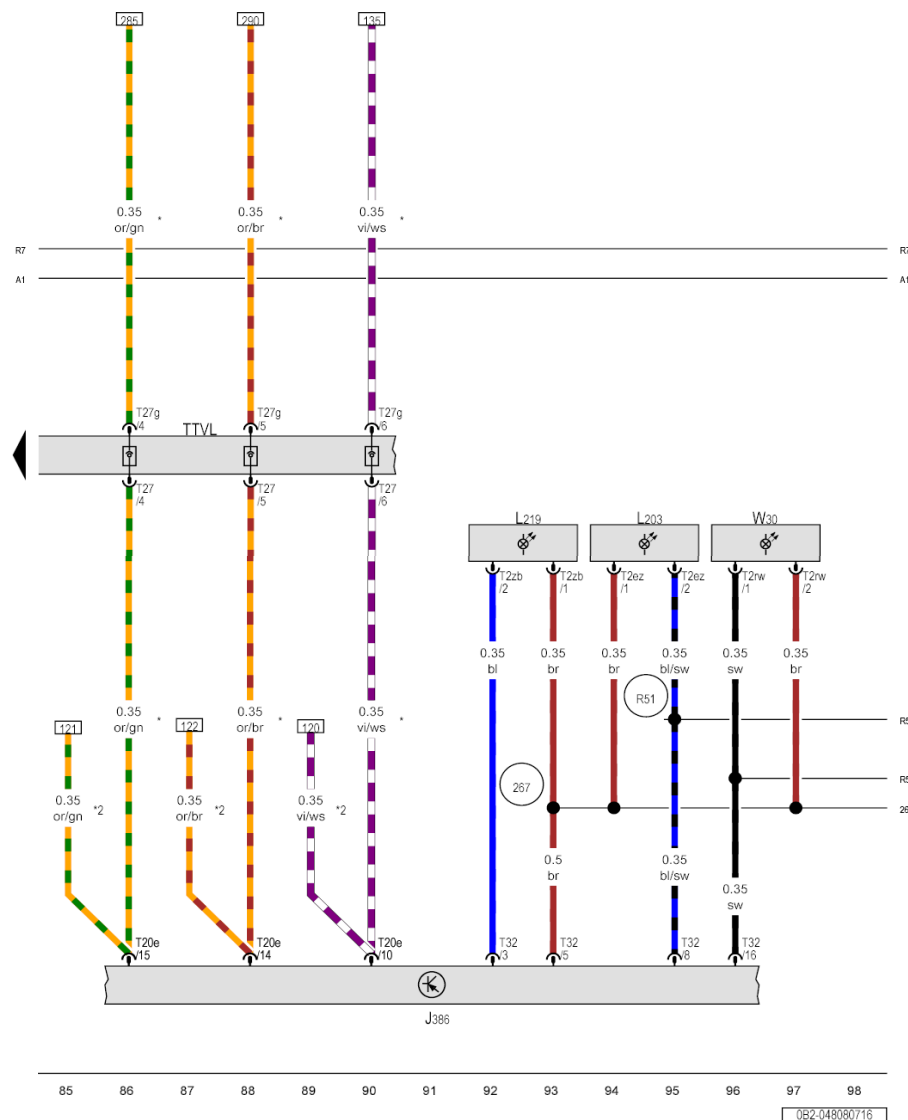 285 290 135
0.35 0.35 0.35
or/gn * or/br * vi/ws *
R7 R7
A1 A1
T27g T27g T27g
/4 /5 /6
TTVL
T27 T27 T27
/4 /5 /6
L219 L203 W30
T2zb T2zb T2ez T2ez T2rw T2rw
/2 /1 /1 /2 /1 /2
0.35 0.35 0.35 0.35 0.35 0.35
bl br br bl/sw sw br
R51
121 0.35 122 0.35 120 0.35
or/gn * or/br * vi/ws *
R5
R5
267
26
0.35 0.35 0.35
or/gn *2 or/br *2 vi/ws *2
0.5 0.35
br bl/sw
0.35
sw
T20e T20e T20e T32 T32 T32 T32
/15 /14 /10 /3 /5 /8 /16
J386
85 86 87 88 89 90 91 92 93 94 95 96 97 98
0B2-048080716